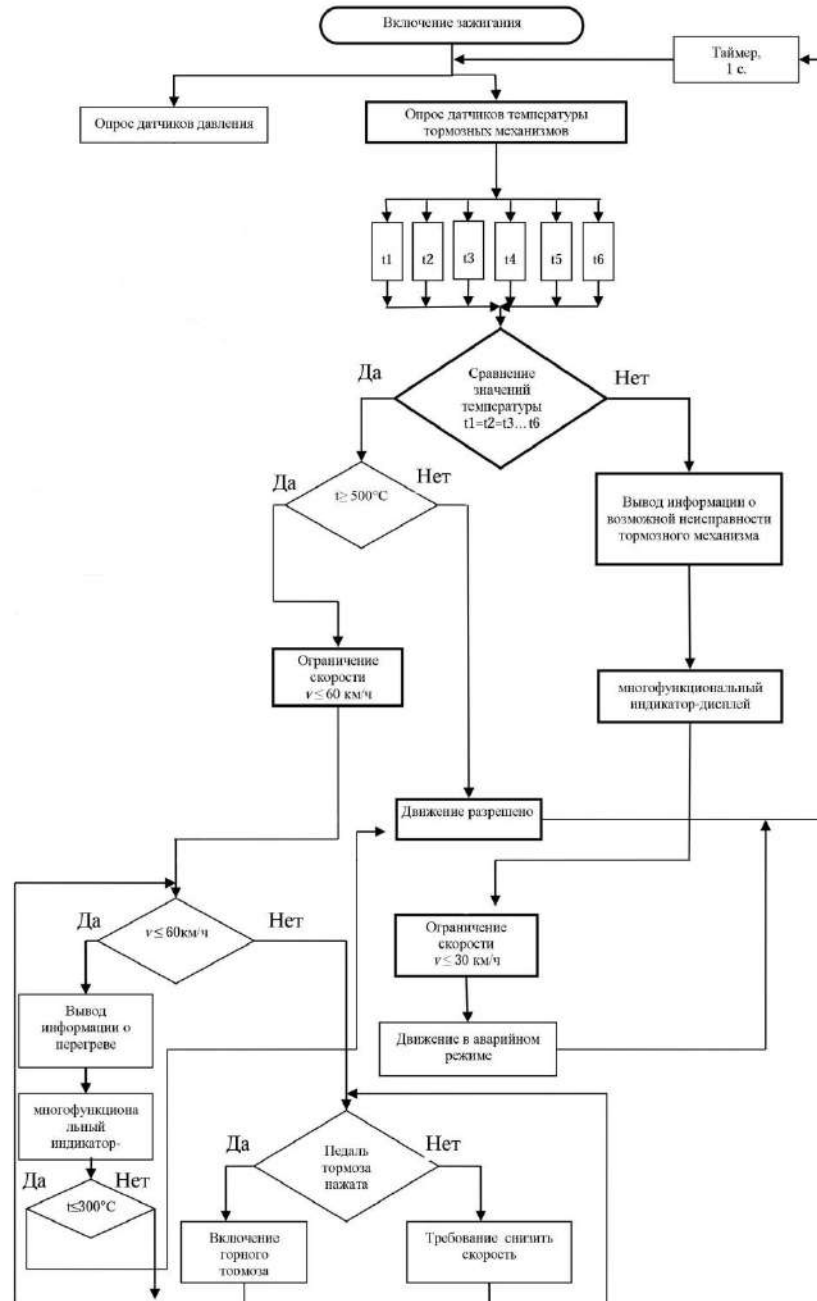 Включение зажигания
Таймер,
1 с.
Опрос датчиков давления
Опрос датчиков температуры
тормозных механизмов
t1
t2
t3
t4
t5
t6
Да
Сравнение
значений
температуры
t1=t2=t3…t6
Нет
Да
t≥ 500°C
Нет
Вывод информации о
возможной неисправности
тормозного механизма
Ограничение
скорости
v ≤ 60 км/ч
многофункциональный
индикатор-дисплей
Движение разрешено
Да
v ≤ 60км/ч
Нет
Ограничение
скорости
v ≤ 30 км/ч
Вывод
информации о
перегреве
Движение в аварийном
режиме
многофункциона
льный
индикатор-
Да
Педаль
тормоза
нажата
Нет
Да
t≤300°C
Нет
Включение
горного
тормоза
Требование снизить
скорость